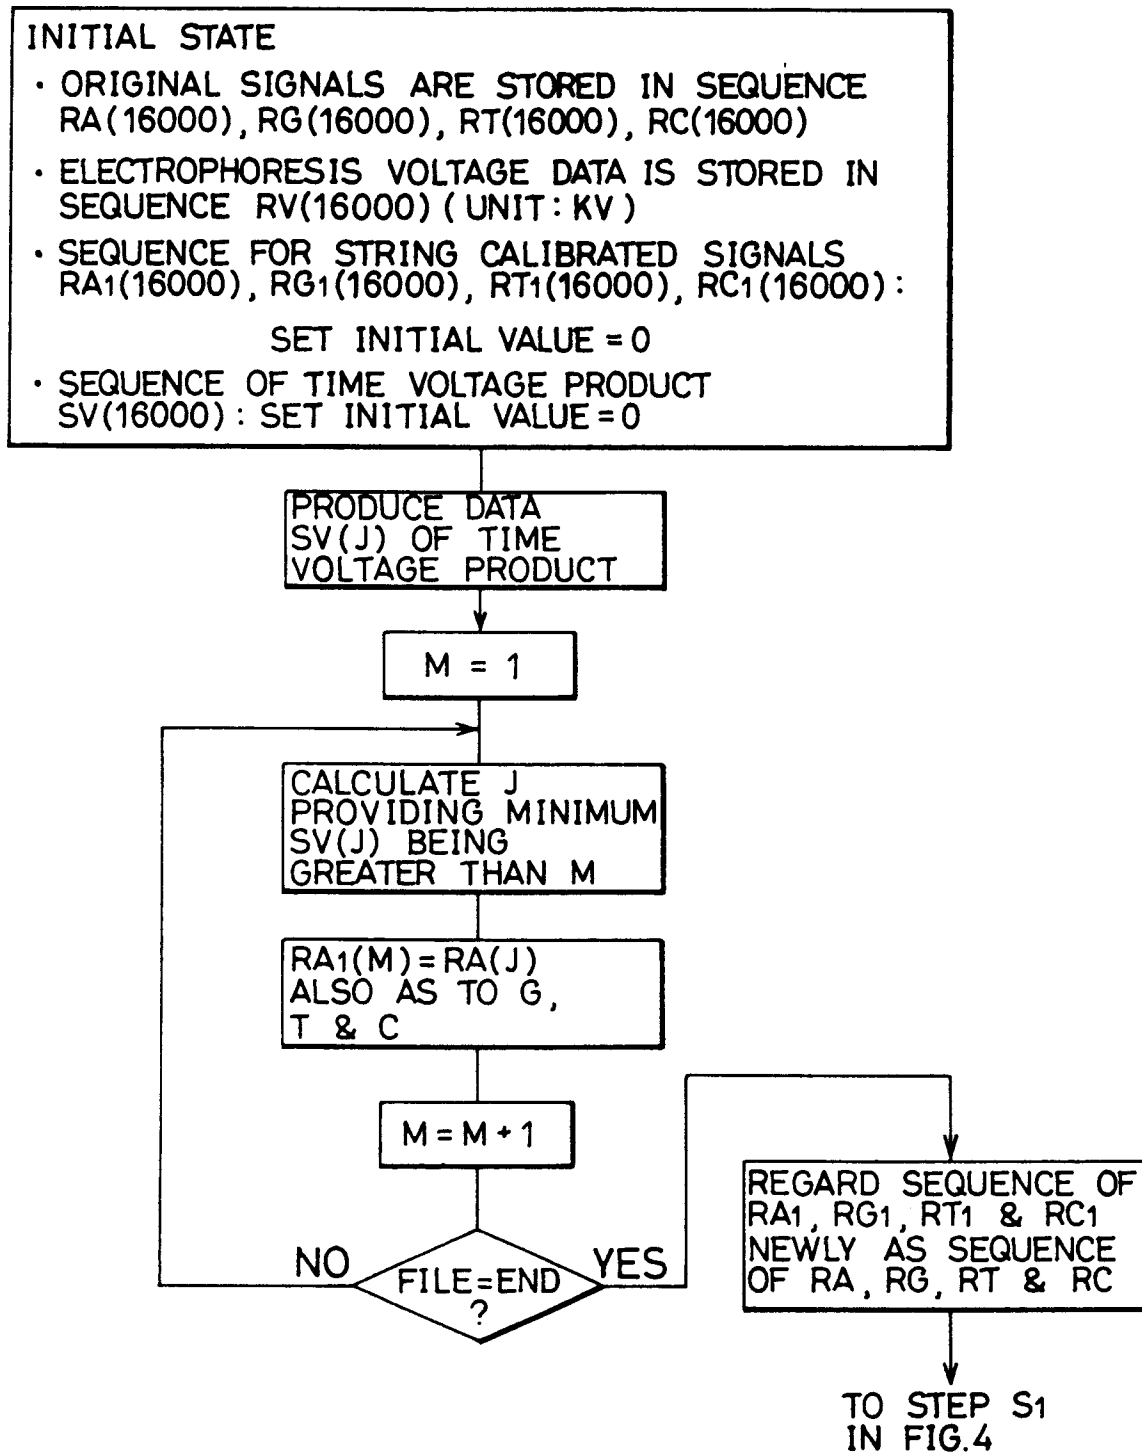 INITIAL STATE
· ORIGINAL SIGNALS ARE STORED IN SEQUENCE
RA(16000), RG(16000), RT(16000), RC(16000)
· ELECTROPHORESIS VOLTAGE DATA IS STORED IN
SEQUENCE RV(16000) (UNIT: KV)
· SEQUENCE FOR STRING CALIBRATED SIGNALS
RA1(16000), RG1(16000), RT1(16000), RC1(16000):
SET INITIAL VALUE = 0
· SEQUENCE OF TIME VOLTAGE PRODUCT
SV(16000): SET INITIAL VALUE = 0
PRODUCE DATA
SV(J) OF TIME
VOLTAGE PRODUCT
M = 1
CALCULATE J
PROVIDING MINIMUM
SV(J) BEING
GREATER THAN M
RA1(M) = RA(J)
ALSO AS TO G,
T & C
M = M + 1
FILE = END
?
NO
YES
REGARD SEQUENCE OF
RA1, RG1, RT1 & RC1
NEWLY AS SEQUENCE
OF RA, RG, RT & RC
TO STEP S1
IN FIG.4